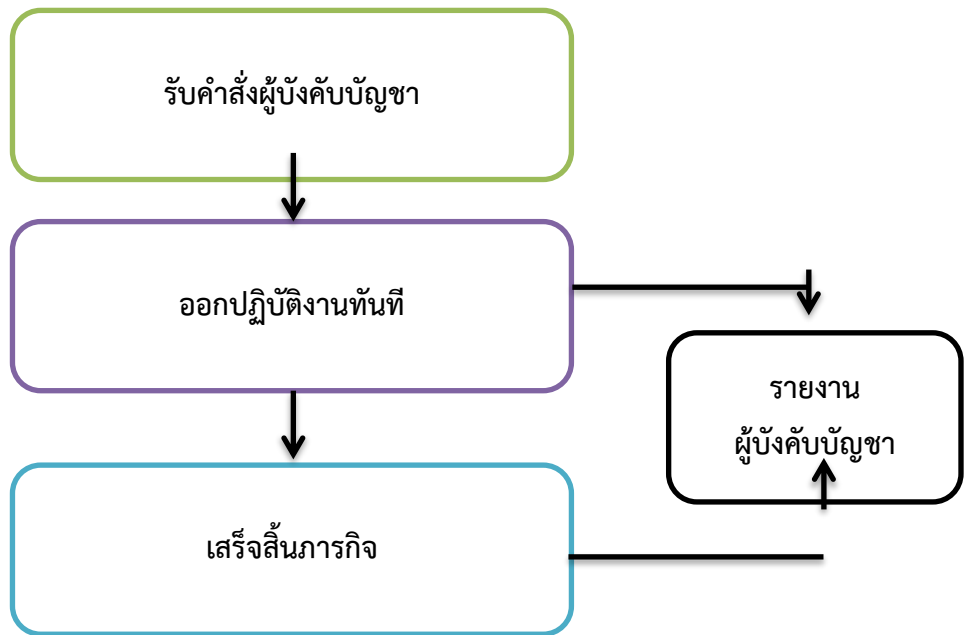 รับคำสั่งผู้บังคับบัญชา
ออกปฏิบัติงานทันที
รายงาน
ผู้บังคับบัญชา
เสร็จสิ้นภารกิจ